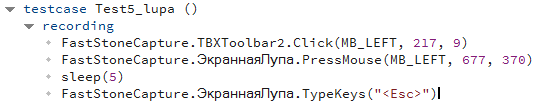 testcase Test5_lupa ()
recording
FastStoneCapture.TBXToolbar2.Click(MB_LEFT, 217, 9)
FastStoneCapture.ЭкраннаяЛупа.PressMouse(MB_LEFT, 677, 370)
sleep(5)
FastStoneCapture.ЭкраннаяЛупа.TypeKeys("<Esc>")